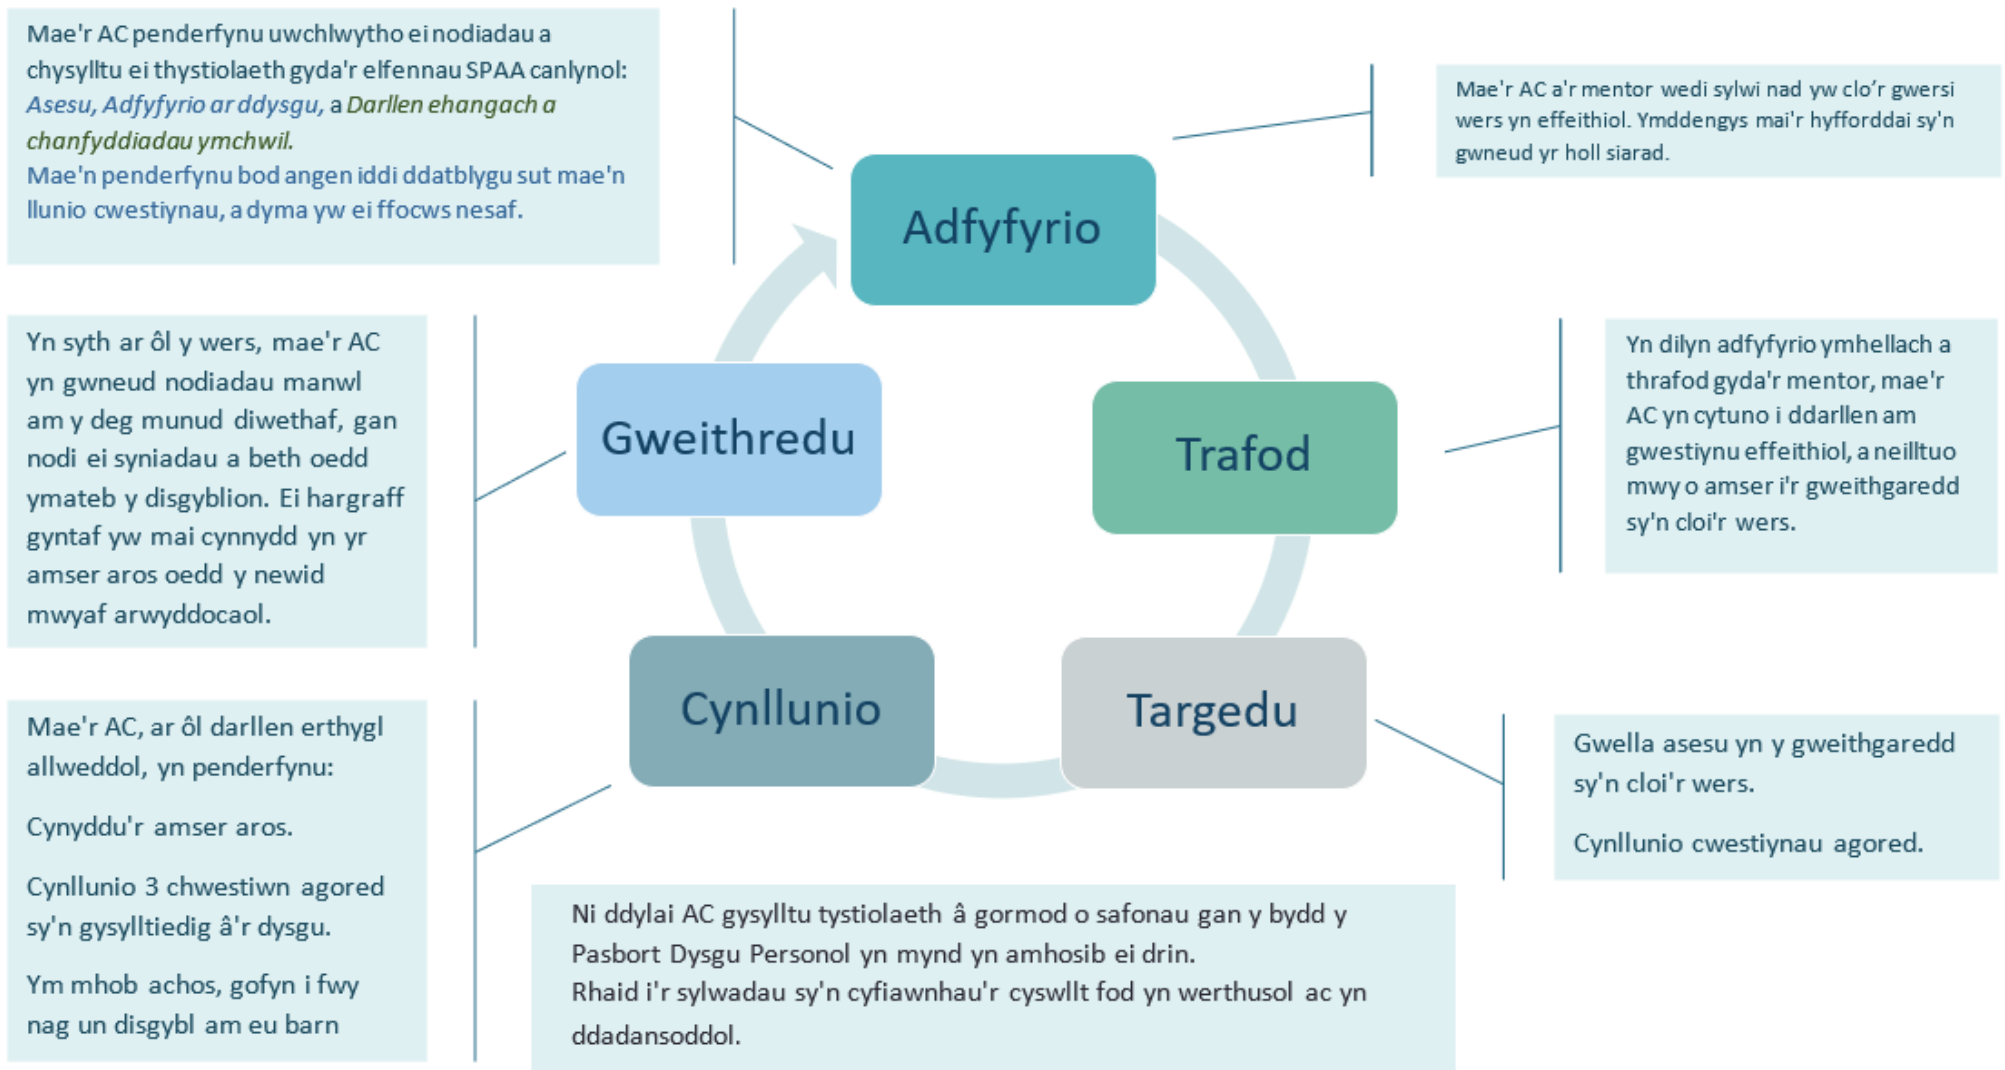 Mae'r AC penderfynu uwchlwytho ei nodiadau a
chysylltu ei thystiolaeth gyda'r elfennau SPAA canlynol:
Asesu, Adfyfyrio ar ddysgu, a Darllen ehangach a
chanfyddiadau ymchwil.
Mae'n penderfynu bod angen iddi ddatblygu sut mae'n
llunio cwestiynau, a dyma yw ei ffocws nesaf.
Mae'r AC a'r mentor wedi sylwi nad yw clo’r gwersi
wers yn effeithiol. Ymddengys mai'r hyfforddai sy'n
gwneud yr holl siarad.
Adfyfyrio
Yn syth ar ôl y wers, mae'r AC
yn gwneud nodiadau manwl
am y deg munud diwethaf, gan
nodi ei syniadau a beth oedd
ymateb y disgyblion. Ei hargraff
gyntaf yw mai cynnydd yn yr
amser aros oedd y newid
mwyaf arwyddocaol.
Gweithredu
Trafod
Yn dilyn adfyfyrio ymhellach a
thrafod gyda'r mentor, mae'r
AC yn cytuno i ddarllen am
gwestiynu effeithiol, a neilltuo
mwy o amser i'r gweithgaredd
sy'n cloi'r wers.
Cynllunio
Targedu
Mae'r AC, ar ôl darllen erthygl
allweddol, yn penderfynu:
Cynyddu'r amser aros.
Cynllunio 3 chwestiwn agored
sy'n gysylltiedig â'r dysgu.
Ym mhob achos, gofyn i fwy
nag un disgybl am eu barn
Gwella asesu yn y gweithgaredd
sy'n cloi'r wers.
Cynllunio cwestiynau agored.
Ni ddylai AC gysylltu tystiolaeth â gormod o safonau gan y bydd y
Pasbort Dysgu Personol yn mynd yn amhosib ei drin.
Rhaid i'r sylwadau sy'n cyfiawnhau'r cyswllt fod yn werthusol ac yn
ddadansoddol.